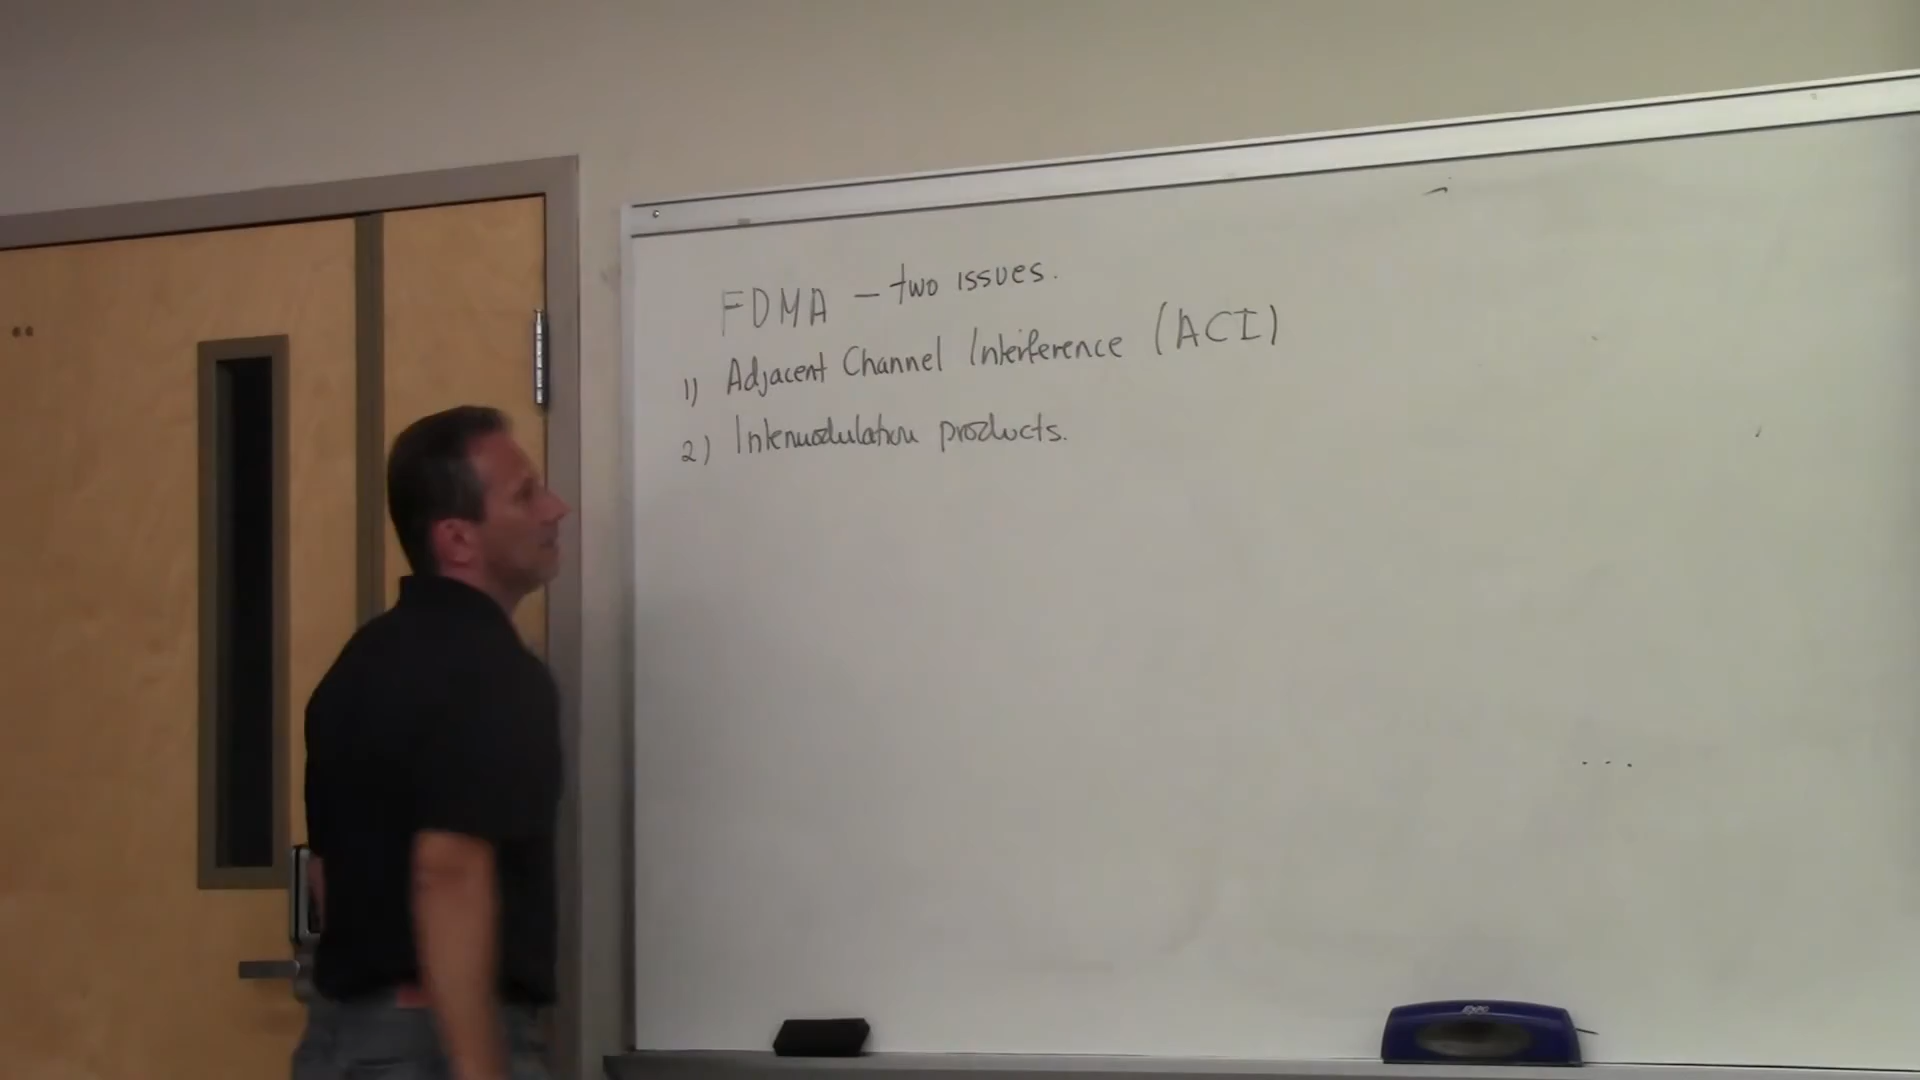 FDMA — two issues.
1) Adjacent Channel Interference (ACI)
2) Intermodulation products.